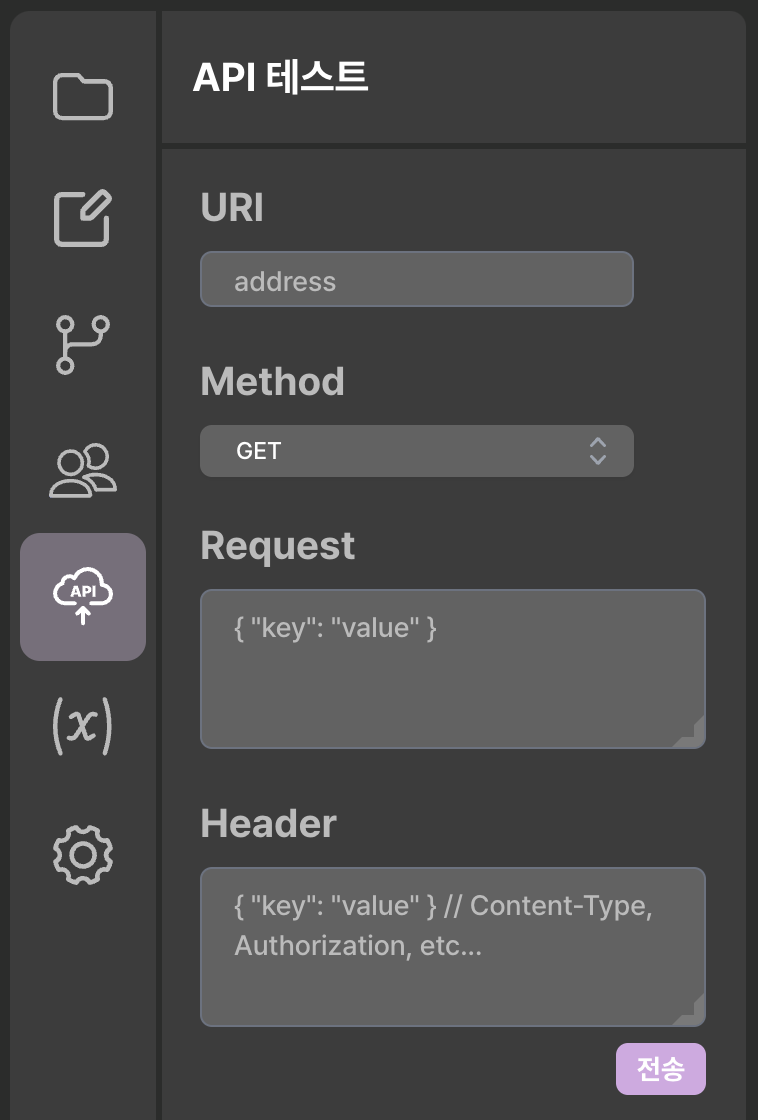 API 테스트
URI
address
Method
GET
Request
{ "key": "value" }
API
(x)
Header
{ "key": "value" } // Content-Type,
Authorization, etc...
전송